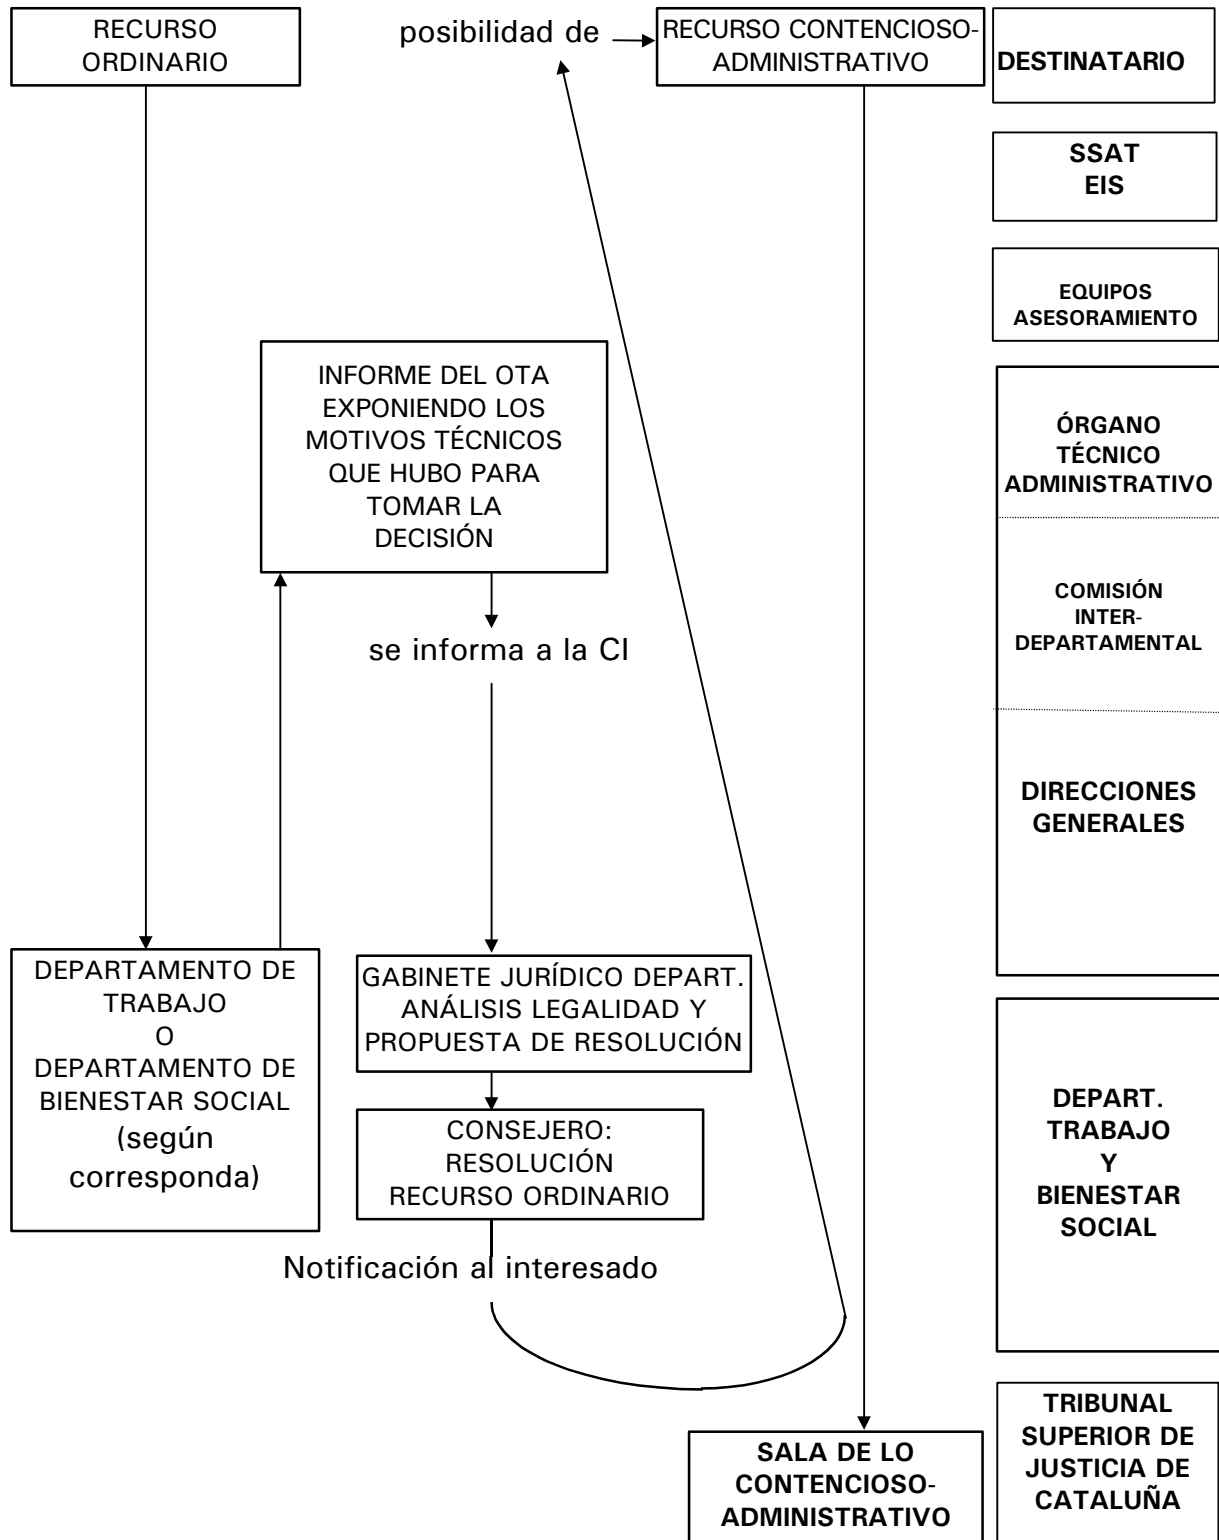 RECURSO
ORDINARIO
posibilidad de
RECURSO CONTENCIOSO-
ADMINISTRATIVO
DESTINATARIO
SSAT
EIS
EQUIPOS
ASESORAMIENTO
INFORME DEL OTA
EXPONIENDO LOS
MOTIVOS TÉCNICOS
QUE HUBO PARA
TOMAR LA
DECISIÓN
ÓRGANO
TÉCNICO
ADMINISTRATIVO
se informa a la CI
COMISIÓN
INTER-
DEPARTAMENTAL
DIRECCIONES
GENERALES
DEPARTAMENTO DE
TRABAJO
O
DEPARTAMENTO DE
BIENESTAR SOCIAL
(según
corresponda)
GABINETE JURÍDICO DEPART.
ANÁLISIS LEGALIDAD Y
PROPUESTA DE RESOLUCIÓN
CONSEJERO:
RESOLUCIÓN
RECURSO ORDINARIO
Notificación al interesado
DEPART.
TRABAJO
Y
BIENESTAR
SOCIAL
SALA DE LO
CONTENCIOSO-
ADMINISTRATIVO
TRIBUNAL
SUPERIOR DE
JUSTICIA DE
CATALUÑA